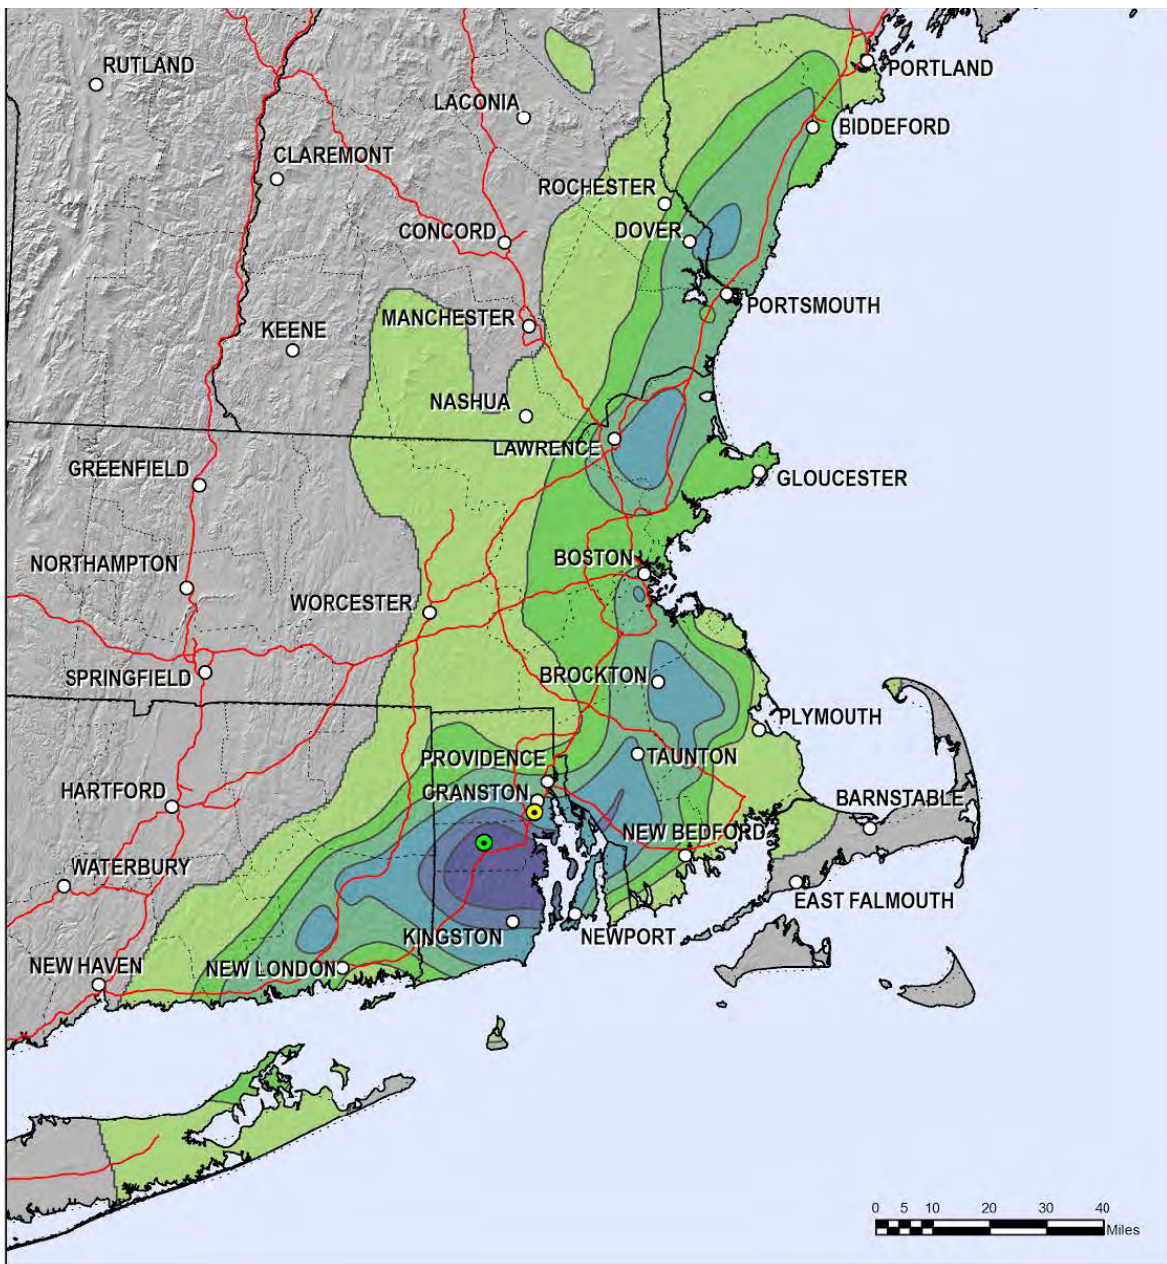 RUTLAND
PORTLAND
LACONIA
BIDDEFORD
CLAREMONT
ROCHESTER
DOVER
CONCORD
PORTSMOUTH
MANCHESTER
KEENE
NASHUA
LAWRENCE
GREENFIELD
GLOUCESTER
BOSTON
NORTHAMPTON
WORCESTER
SPRINGFIELD
BROCKTON
PLYMOUTH
PROVIDENCE
TAUNTON
HARTFORD
CRANSTON
BARNSTABLE
NEW BEDFORD
WATERBURY
EAST FALMOUTH
KINGSTON
NEWPORT
NEW HAVEN
NEW LONDON
0 5 10 20 30 40
Miles